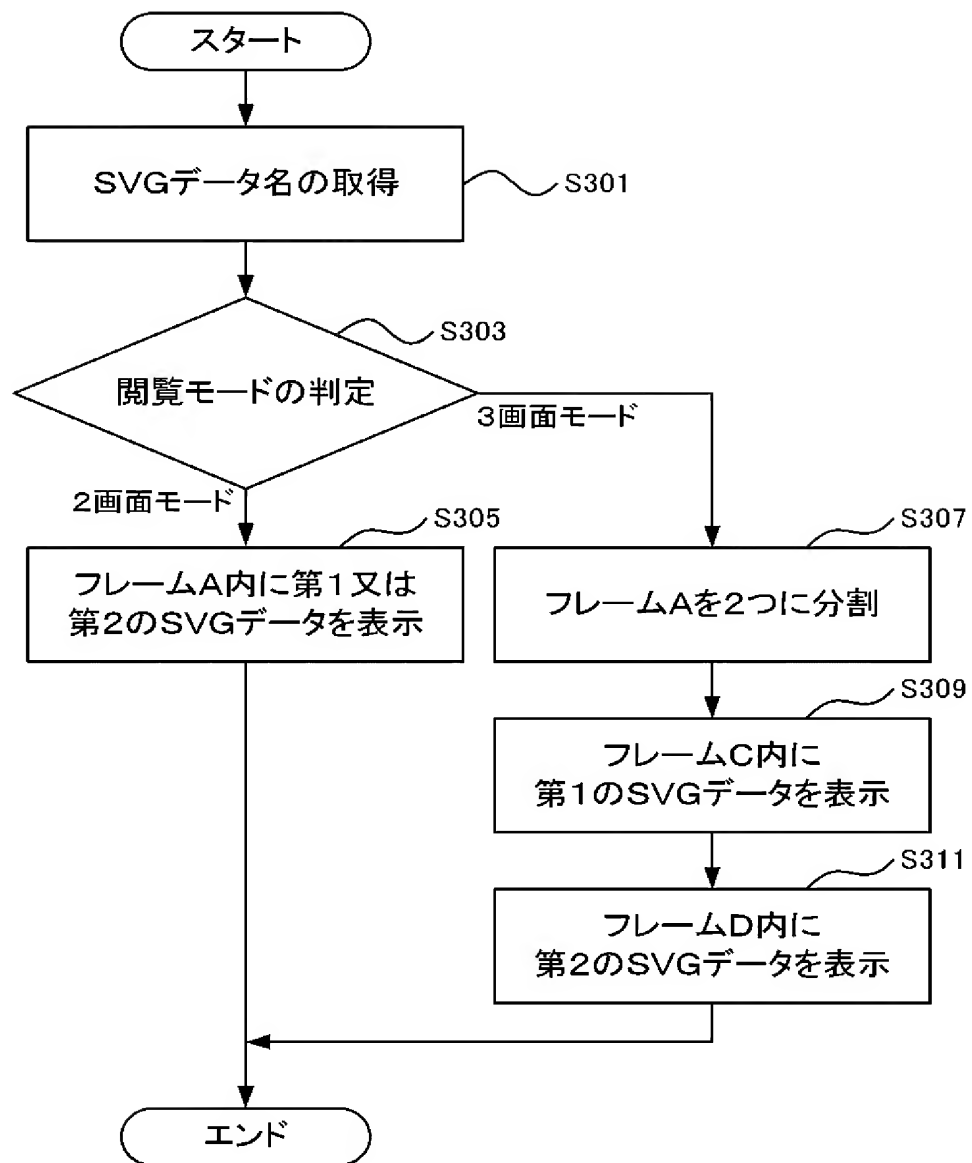 スタート
SVGデータ名の取得
S301
S303
閲覧モードの判定
3画面モード
2画面モード
S305
フレームA内に第1又は
第2のSVGデータを表示
S307
フレームAを2つに分割
S309
フレームC内に
第1のSVGデータを表示
S311
フレームD内に
第2のSVGデータを表示
エンド